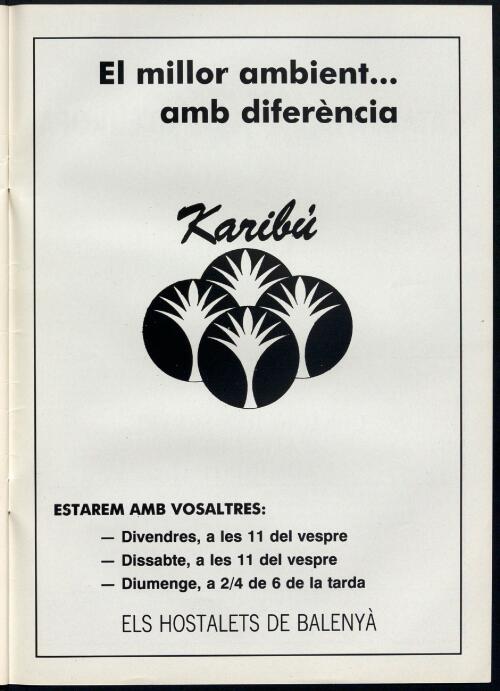 El millor ambient...
amb diferència
Karibú
ESTAREM AMB VOSALTRES:
— Divendres, a les 11 del vespre
— Dissabte, a les 11 del vespre
— Diumenge, a 2/4 de 6 de la tarda
ELS HOSTALETS DE BALENYÀ